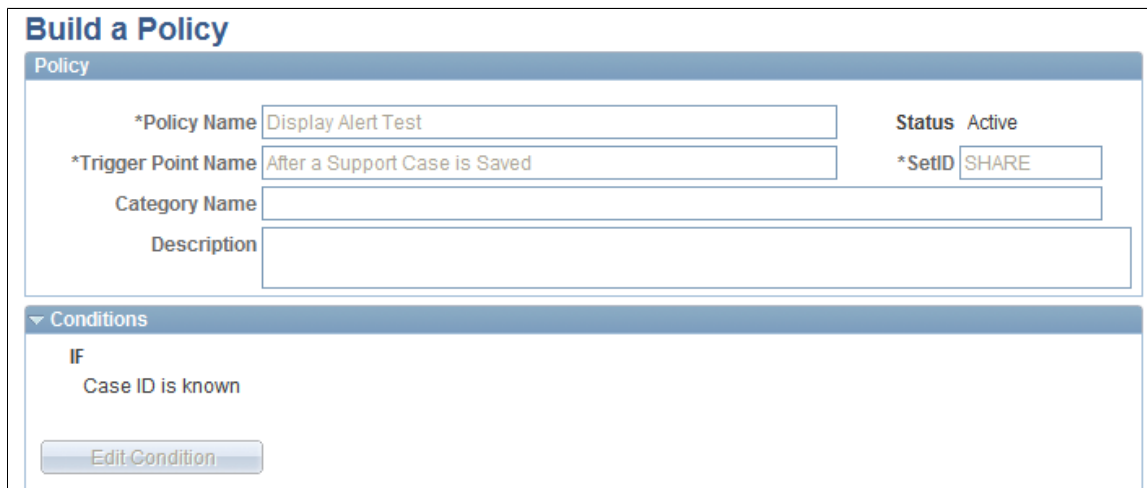 Build a Policy
Policy
*Policy Name Display Alert Test Status Active
*Trigger Point Name After a Support Case is Saved *SetID SHARE
Category Name
Description
Conditions
IF
Case ID is known
Edit Condition